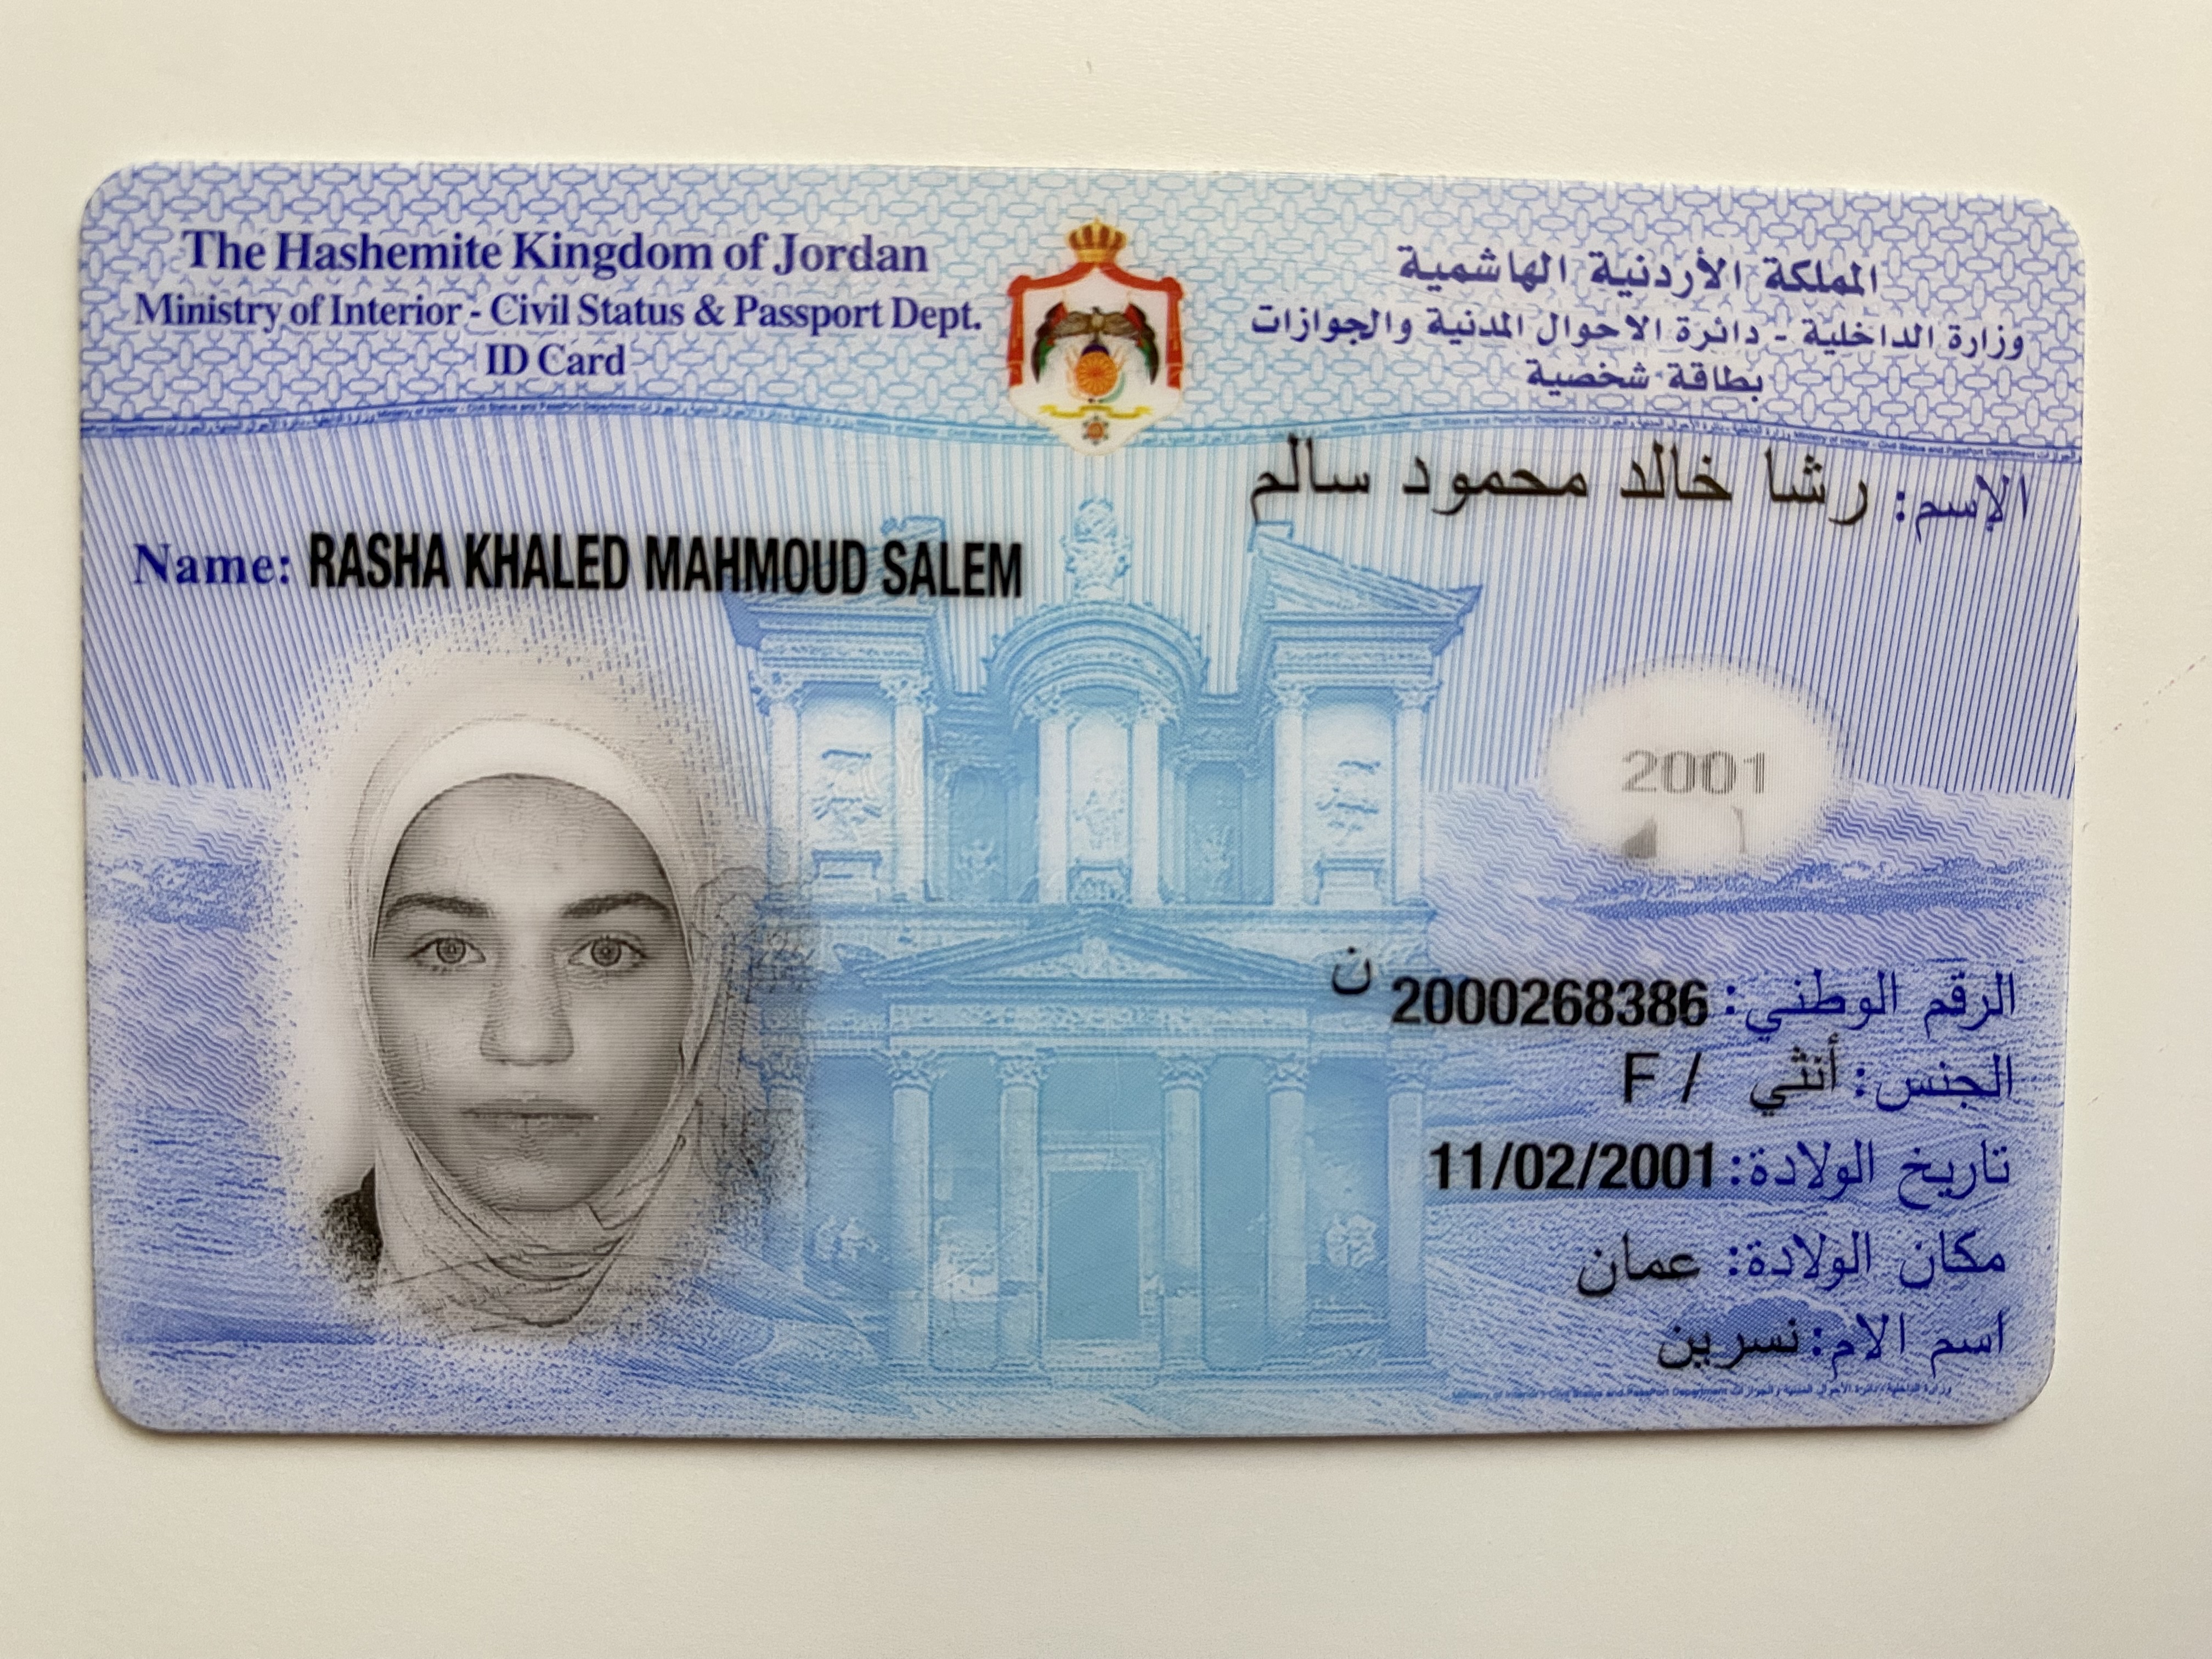 The Hashemite Kingdom of Jordan
Ministry of Interior - Civil Status & Passport Dept.
ID Card
المملكة الأردنية الهاشمية
وزارة الداخلية - دائرة الاحوال المدنية والجوازات
بطاقة شخصية
الإسم: رشا خالد محمود سالم
Name: RASHA KHALED MAHMOUD SALEM
2001
الرقم الوطني: 2000268386 ن
الجنس: أنثي / F
تاريخ الولادة: 11/02/2001
مكان الولادة: عمان
اسم الام: نسرين